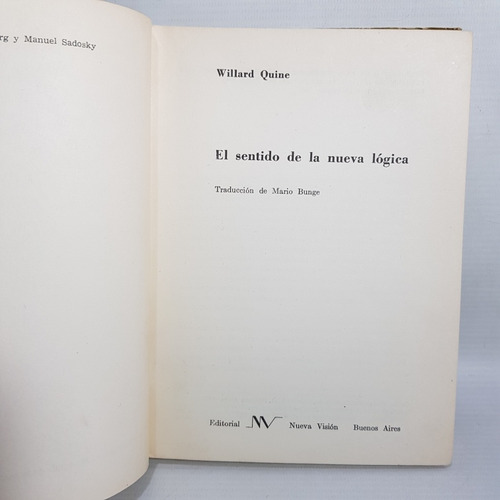 y Manuel Sadosky
Willard Quine
El sentido de la nueva lógica
Traducción de Mario Bunge
Editorial NV Nueva Visión Buenos Aires